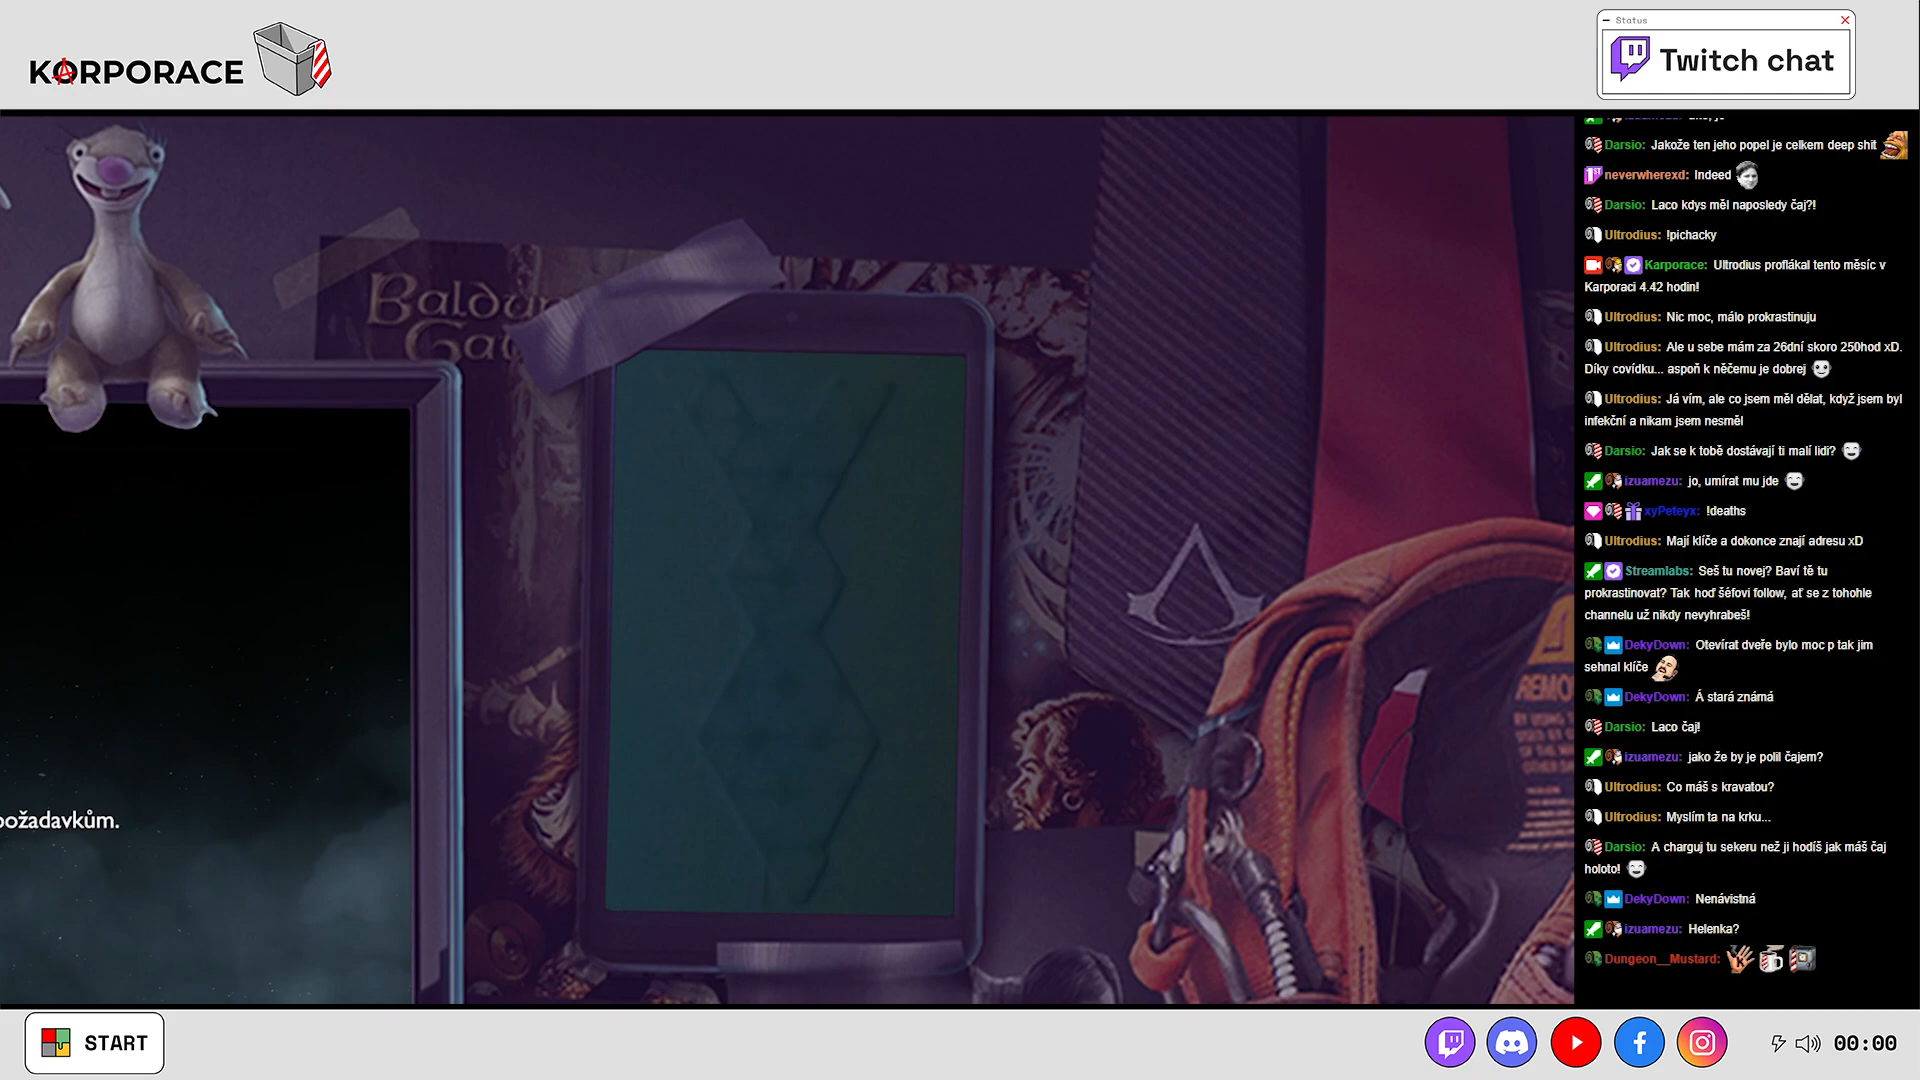 KARPORACE
Status
Twitch chat
Darsio: Jakože ten jeho popel je celkem deep shit
neverwherexd: Indeed
Darsio: Laco kdys měl naposledy čaj?!
Ultrodius: !pichacky
Karporace: Ultrodius proflákal tento měsíc v
Karporaci 4.42 hodin!
Ultrodius: Nic moc, málo prokrastinuju
Ultrodius: Ale u sebe mám za 26dní skoro 250hod xD.
Díky covídku... aspoň k něčemu je dobrej
Ultrodius: Já vím, ale co jsem měl dělat, když jsem byl
infekční a nikam jsem nesměl
Darsio: Jak se k tobě dostávají ti malí lidi?
izuamezu: jo, umírat mu jde
xyPeteyx: !deaths
Ultrodius: Mají klíče a dokonce znají adresu xD
Streamlabs: Seš tu novej? Baví tě tu
prokrastinovat? Tak hoď šéfovi follow, ať se z tohohle
channelu už nikdy nevyhrabeš!
DekyDown: Otevírat dveře bylo moc p tak jim
sehnal klíče
DekyDown: Á stará známá
Darsio: Laco čaj!
izuamezu: jako že by je polil čajem?
Ultrodius: Co máš s kravatou?
Ultrodius: Myslím ta na krku...
Darsio: A charguj tu sekeru než ji hodíš jak máš čaj
holoto!
DekyDown: Nenávistná
izuamezu: Helenka?
Dungeon__Mustard:
Baldur
Gat
požadavkům.
REMO
START
00:00